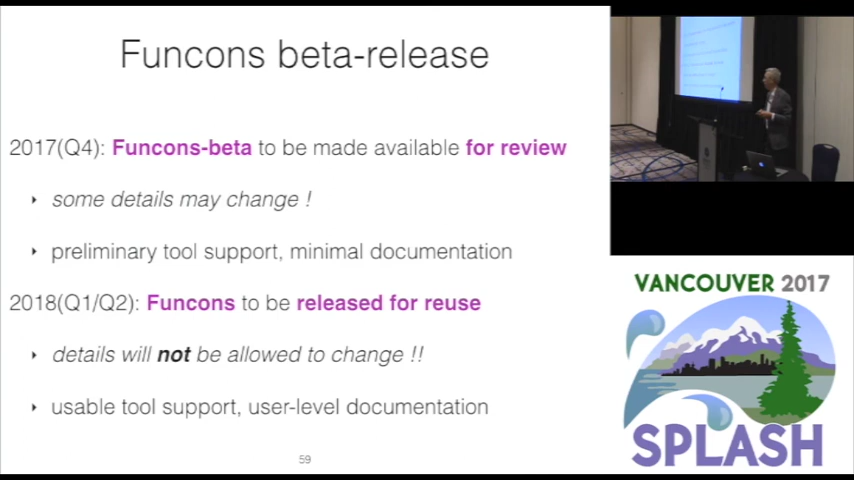 Funcons beta-release
2017(Q4): Funcons-beta to be made available for review
‣ some details may change !
‣ preliminary tool support, minimal documentation
2018(Q1/Q2): Funcons to be released for reuse
‣ details will not be allowed to change !!
‣ usable tool support, user-level documentation
59
VANCOUVER 2017
SPLASH